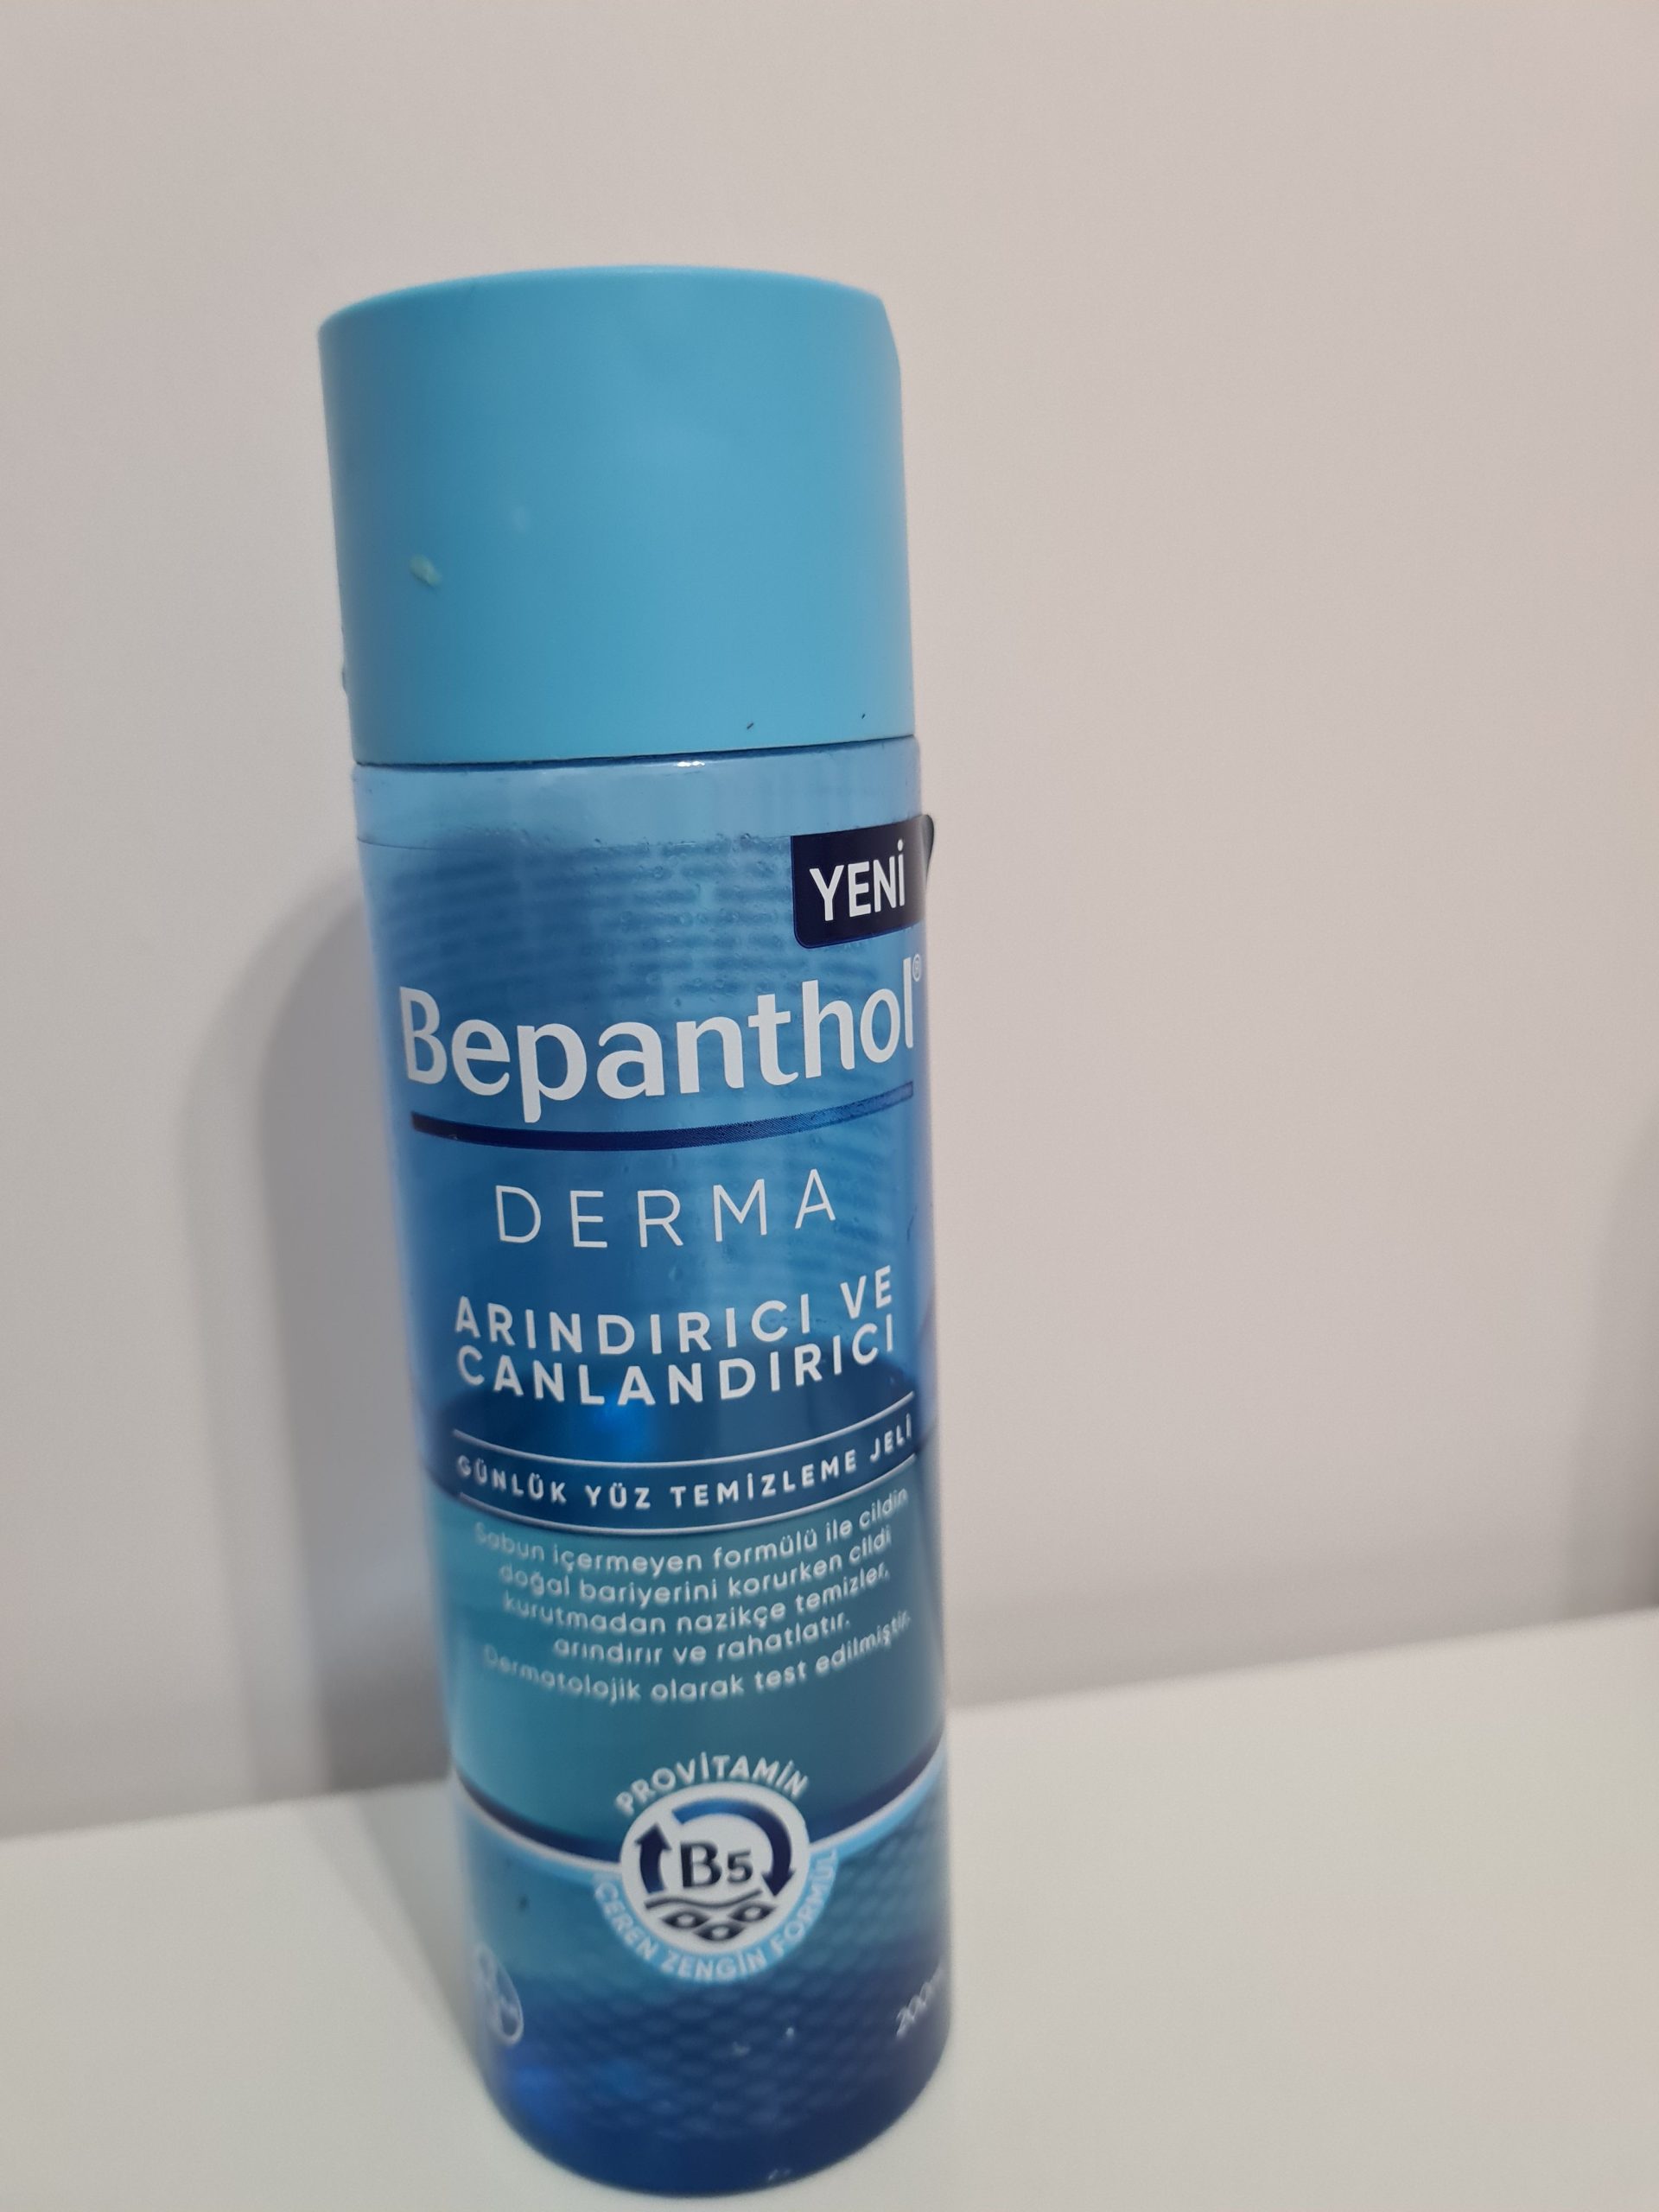 YENİ
Bepanthol®
DERMA
ARINDIRICI VE
CANLANDIRICI
GÜNLÜK YÜZ TEMİZLEME JELİ
Sabun içermeyen formülü ile cildin
doğal bariyerini korurken cildi
kurutmadan nazikçe temizler,
arındırır ve rahatlatır.
Dermatolojik olarak test edilmiştir.
PROVİTAMİN
B5
İÇEREN ZENGİN FORMÜL